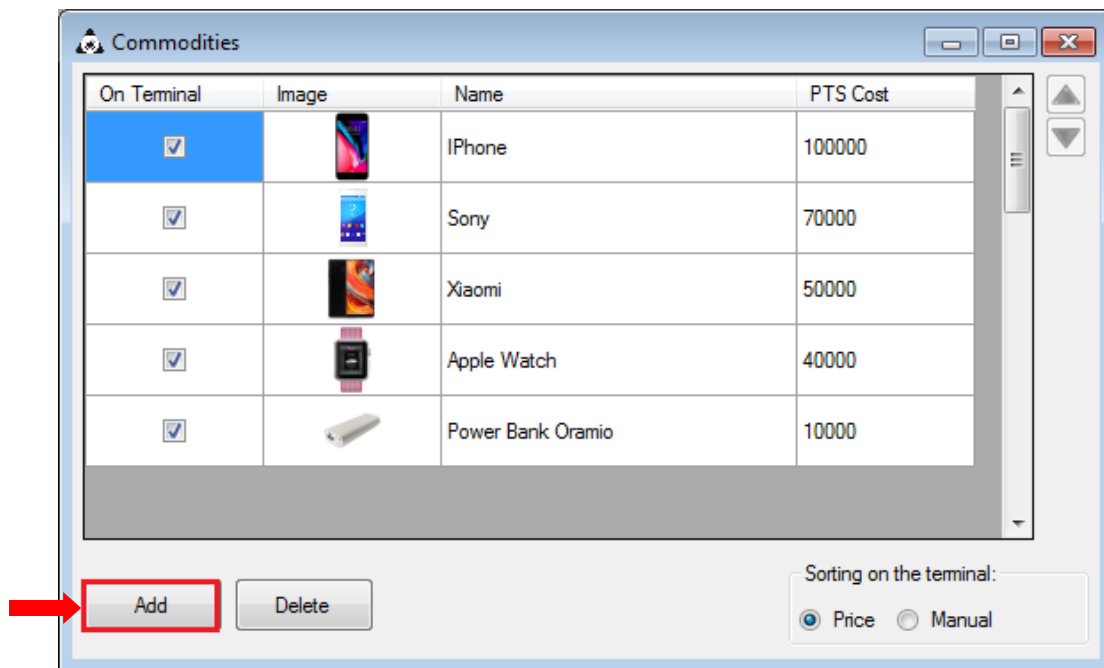 Commodities
On Terminal Image Name PTS Cost
IPhone 100000
Sony 70000
Xiaomi 50000
Apple Watch 40000
Power Bank Oramio 10000
Sorting on the terminal:
Add Delete
Price Manual